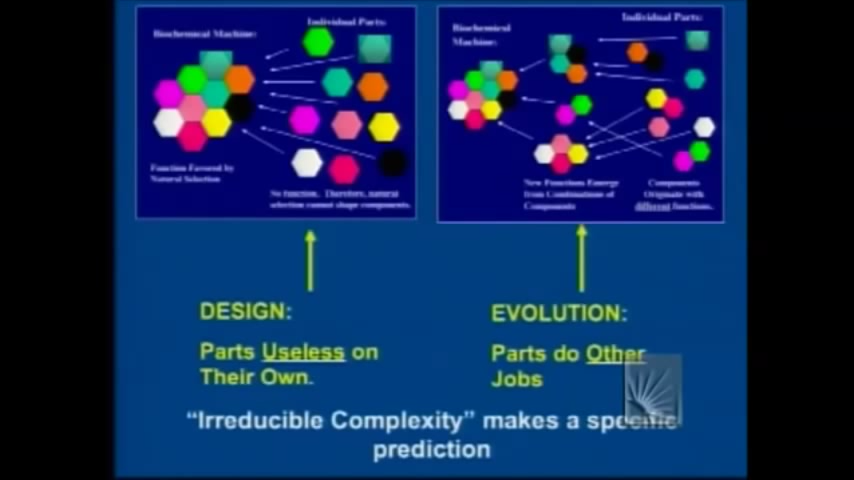 Biochemical Machine:
Individual Parts:
Function Favored by
Natural Selection
No function. Therefore, natural
selection cannot shape components.
Biochemical
Machine:
Individual Parts:
New Functions Emerge
from Combinations of
Components
Components
Originate with
different functions.
DESIGN:
Parts Useless on
Their Own.
EVOLUTION:
Parts do Other
Jobs
“Irreducible Complexity” makes a specific
prediction